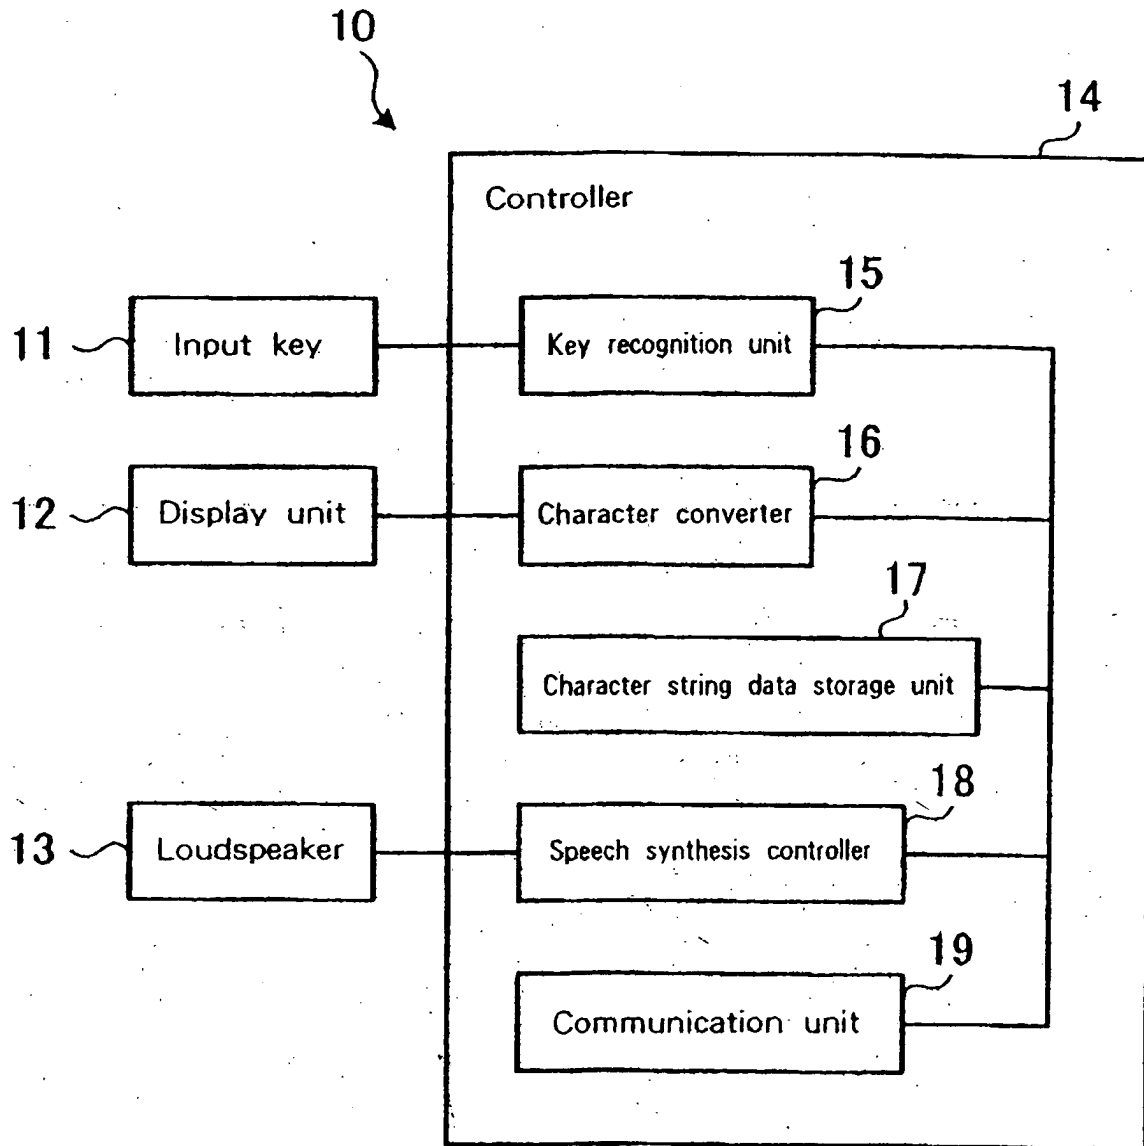 10
14
Controller
15
11 Input key Key recognition unit
16
12 Display unit Character converter
17
Character string data storage unit
18
13 Loudspeaker Speech synthesis controller
19
Communication unit